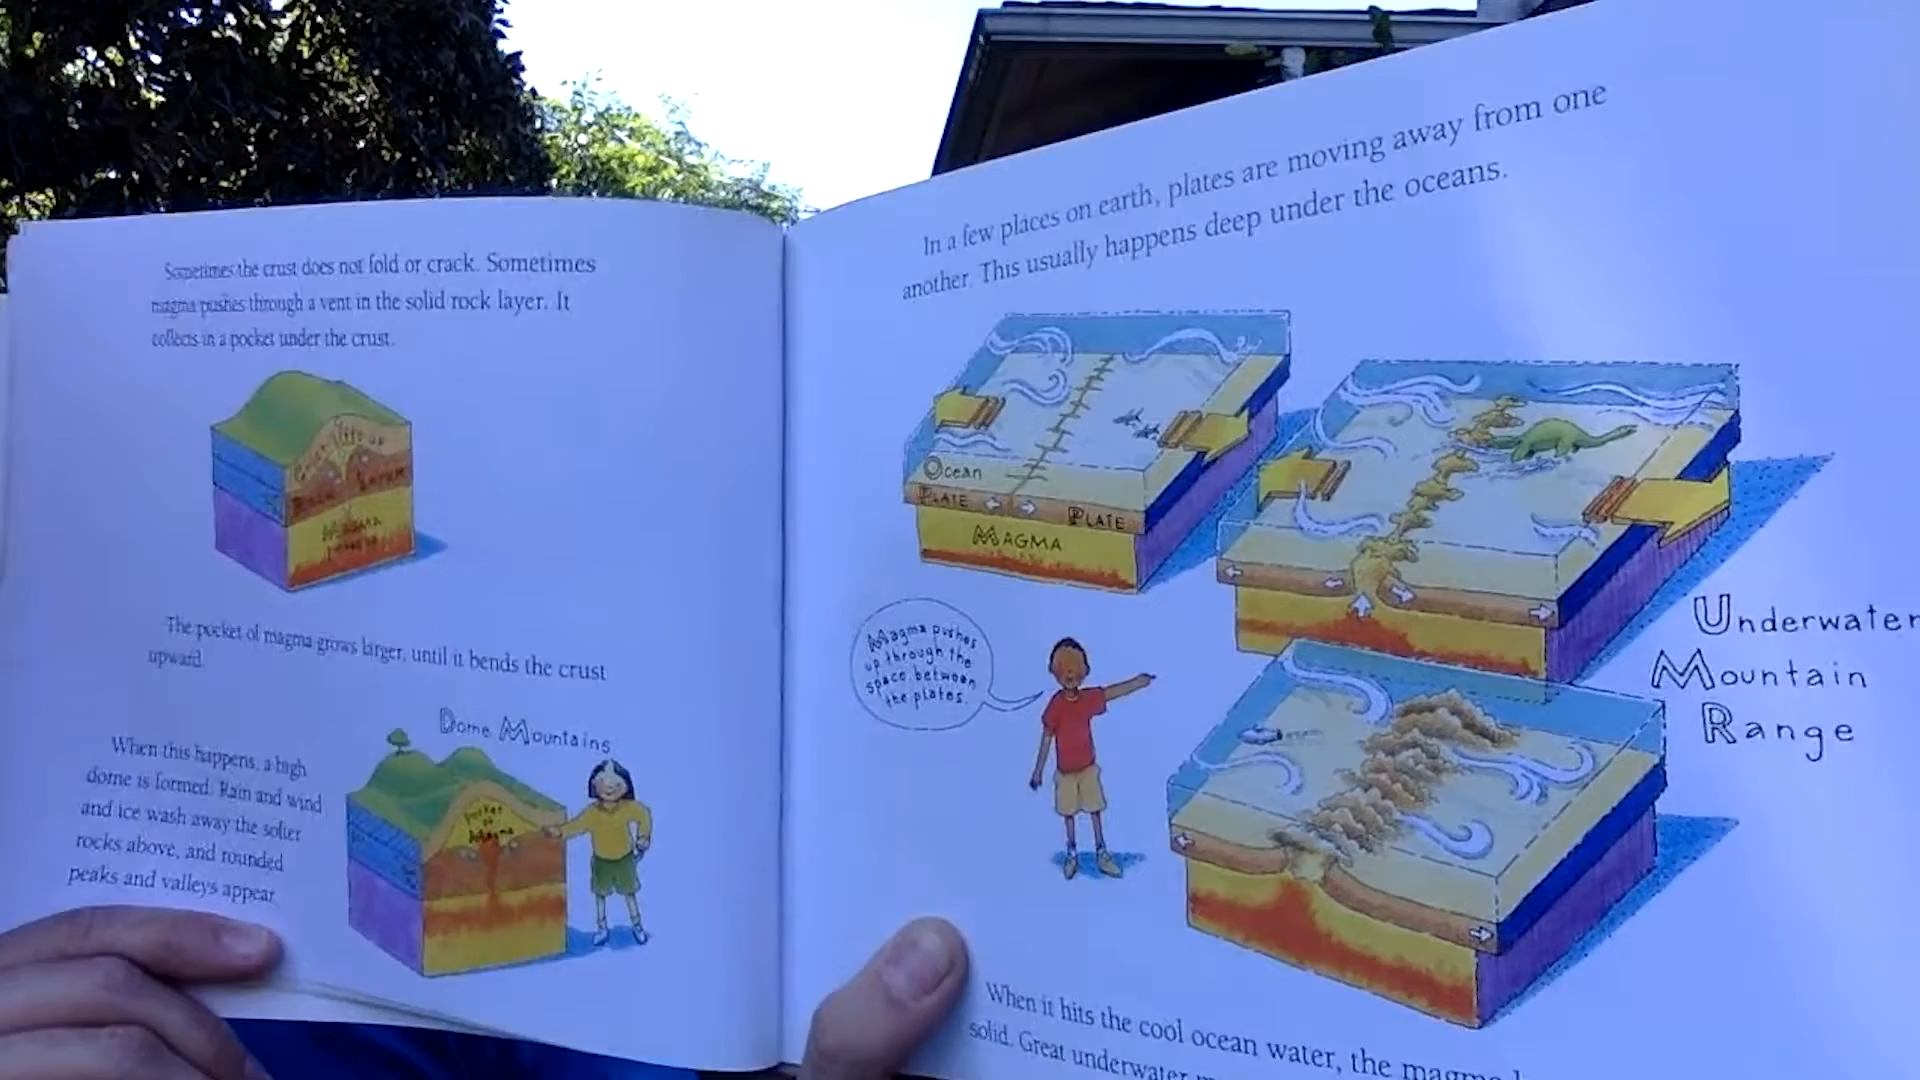 Sometimes the crust does not fold or crack. Sometimes
magma pushes through a vent in the solid rock layer. It
collects in a pocket under the crust.
Magma
The pocket of magma grows larger, until it bends the crust
upward.
Dome Mountains
When this happens, a high
dome is formed. Rain and wind
and ice wash away the softer
rocks above, and rounded
peaks and valleys appear.
Pocket
of
Magma
In a few places on earth, plates are moving away from one
another. This usually happens deep under the oceans.
Ocean
PLATE
PLATE
MAGMA
Magma pushes
up through the
space between
the plates.
Underwater
Mountain
Range
When it hits the cool ocean water, the magma
solid. Great underwater